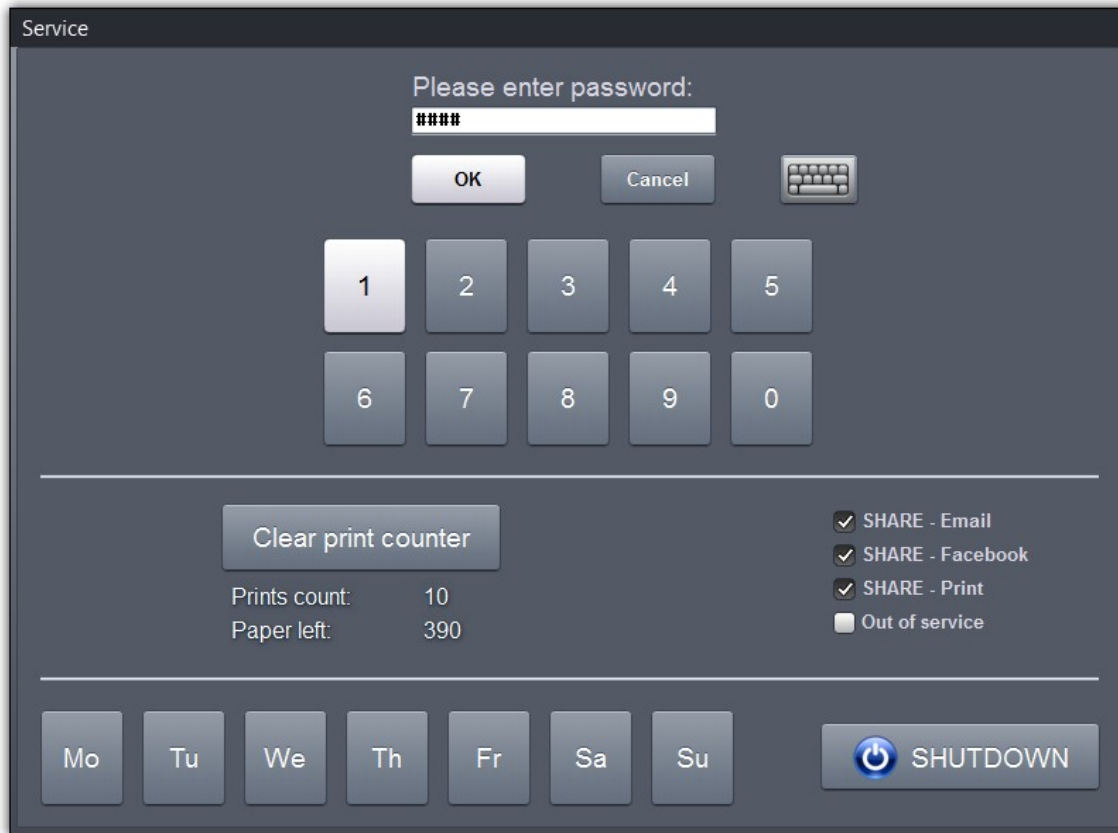 Service
Please enter password:
####
OK Cancel
1 2 3 4 5
6 7 8 9 0
Clear print counter
Prints count: 10
Paper left: 390
SHARE - Email
SHARE - Facebook
SHARE - Print
Out of service
Mo Tu We Th Fr Sa Su SHUTDOWN